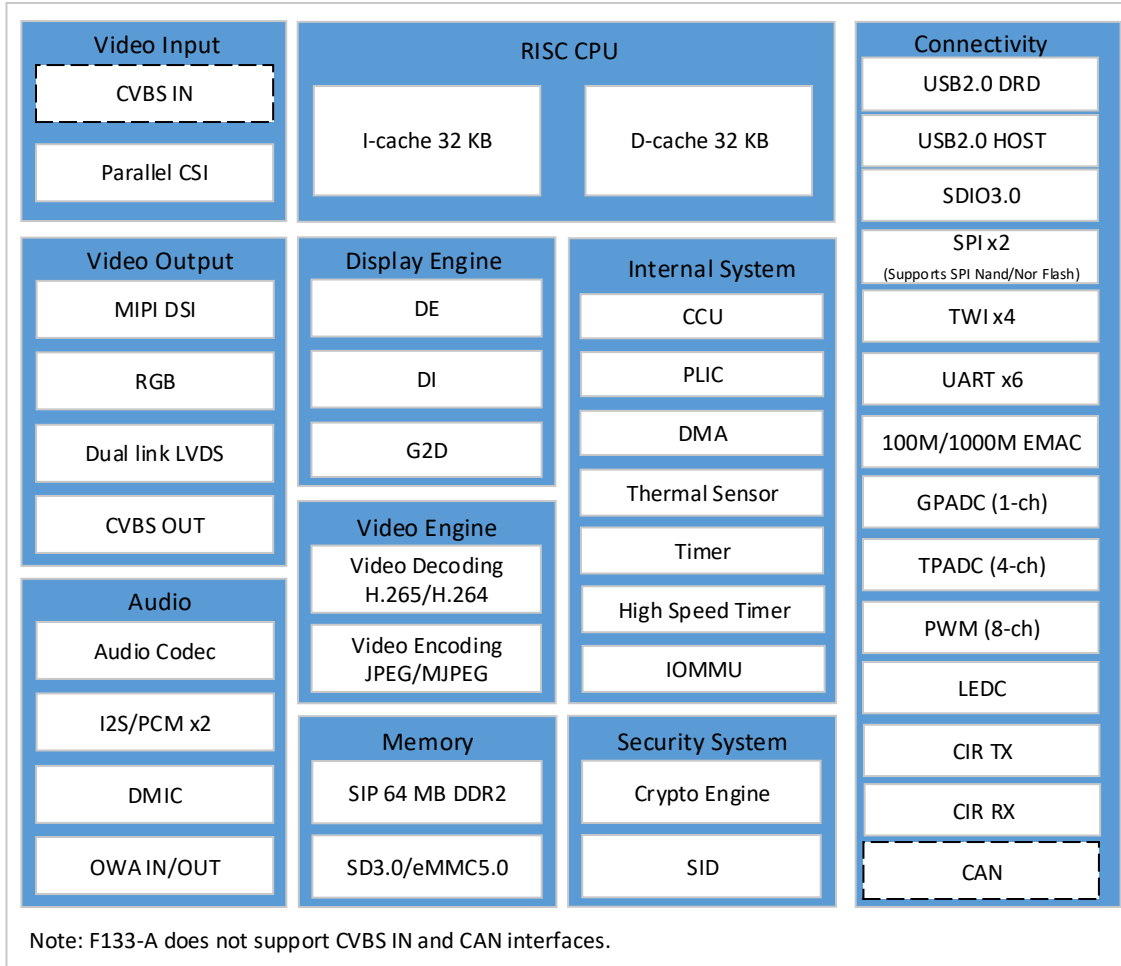 Video Input
CVBS IN
Parallel CSI
RISC CPU
I-cache 32 KB
D-cache 32 KB
Connectivity
USB2.0 DRD
USB2.0 HOST
SDIO3.0
SPI x2
(Supports SPI Nand/Nor Flash)
TWI x4
UART x6
100M/1000M EMAC
GPADC (1-ch)
TPADC (4-ch)
PWM (8-ch)
LEDC
CIR TX
CIR RX
CAN
Video Output
MIPI DSI
RGB
Dual link LVDS
CVBS OUT
Display Engine
DE
DI
G2D
Internal System
CCU
PLIC
DMA
Thermal Sensor
Timer
High Speed Timer
IOMMU
Video Engine
Video Decoding
H.265/H.264
Video Encoding
JPEG/MJPEG
Audio
Audio Codec
I2S/PCM x2
DMIC
OWA IN/OUT
Memory
SIP 64 MB DDR2
SD3.0/eMMC5.0
Security System
Crypto Engine
SID
Note: F133-A does not support CVBS IN and CAN interfaces.